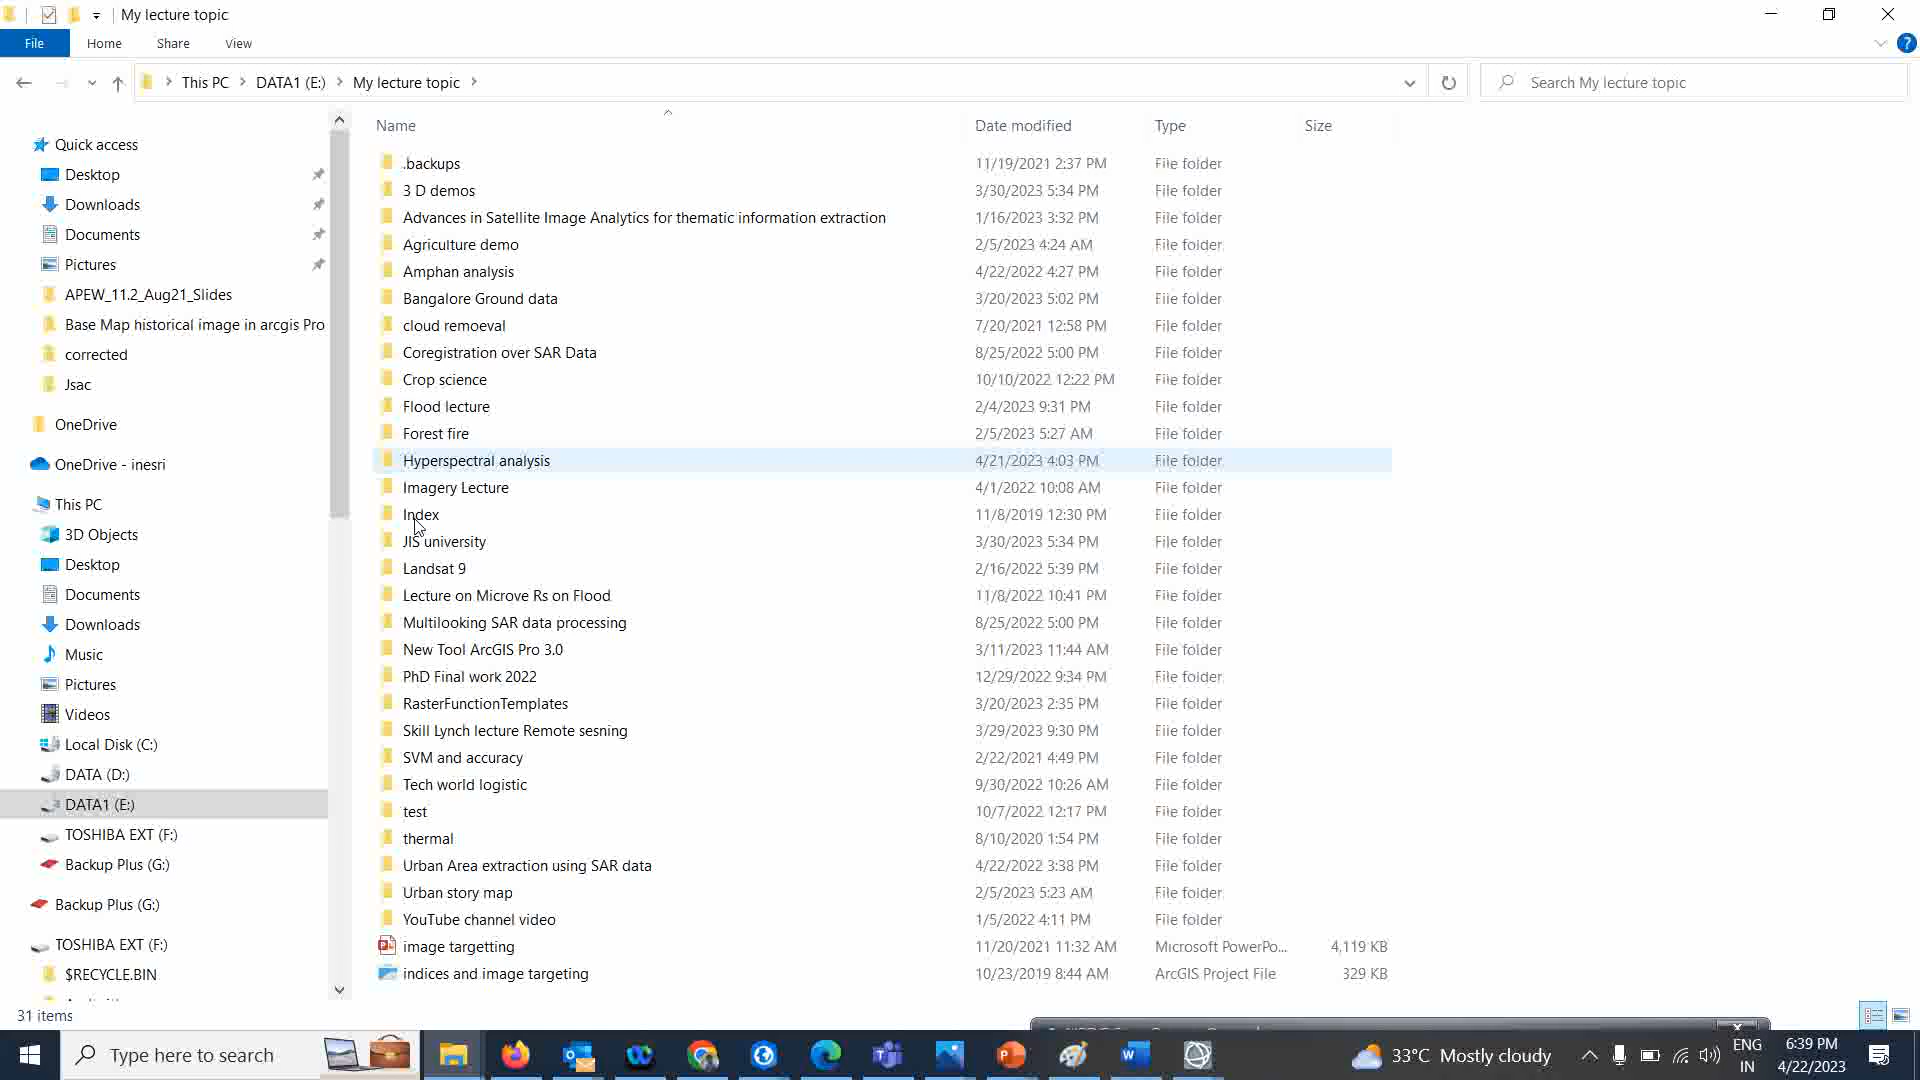 My lecture topic
File Home Share View
This PC DATA1 (E:) My lecture topic
Search My lecture topic
Name Date modified Type Size
Quick access
Desktop
Downloads
Documents
Pictures
APEW_11.2_Aug21_Slides
Base Map historical image in arcgis Pro
corrected
Jsac
OneDrive
OneDrive - inesri
This PC
3D Objects
Desktop
Documents
Downloads
Music
Pictures
Videos
Local Disk (C:)
DATA (D:)
DATA1 (E:)
TOSHIBA EXT (F:)
Backup Plus (G:)
Backup Plus (G:)
TOSHIBA EXT (F:)
$RECYCLE.BIN
.backups 11/19/2021 2:37 PM File folder
3 D demos 3/30/2023 5:34 PM File folder
Advances in Satellite Image Analytics for thematic information extraction 1/16/2023 3:32 PM File folder
Agriculture demo 2/5/2023 4:24 AM File folder
Amphan analysis 4/22/2022 4:27 PM File folder
Bangalore Ground data 3/20/2023 5:02 PM File folder
cloud remoeval 7/20/2021 12:58 PM File folder
Coregistration over SAR Data 8/25/2022 5:00 PM File folder
Crop science 10/10/2022 12:22 PM File folder
Flood lecture 2/4/2023 9:31 PM File folder
Forest fire 2/5/2023 5:27 AM File folder
Hyperspectral analysis 4/21/2023 4:03 PM File folder
Imagery Lecture 4/1/2022 10:08 AM File folder
Index 11/8/2019 12:30 PM File folder
JIS university 3/30/2023 5:34 PM File folder
Landsat 9 2/16/2022 5:39 PM File folder
Lecture on Microve Rs on Flood 11/8/2022 10:41 PM File folder
Multilooking SAR data processing 8/25/2022 5:00 PM File folder
New Tool ArcGIS Pro 3.0 3/11/2023 11:44 AM File folder
PhD Final work 2022 12/29/2022 9:34 PM File folder
RasterFunctionTemplates 3/20/2023 2:35 PM File folder
Skill Lynch lecture Remote sesning 3/29/2023 9:30 PM File folder
SVM and accuracy 2/22/2021 4:49 PM File folder
Tech world logistic 9/30/2022 10:26 AM File folder
test 10/7/2022 12:17 PM File folder
thermal 8/10/2020 1:54 PM File folder
Urban Area extraction using SAR data 4/22/2022 3:38 PM File folder
Urban story map 2/5/2023 5:23 AM File folder
YouTube channel video 1/5/2022 4:11 PM File folder
image targetting 11/20/2021 11:32 AM Microsoft PowerPo... 4,119 KB
indices and image targeting 10/23/2019 8:44 AM ArcGIS Project File 329 KB
31 items
Type here to search
33°C Mostly cloudy
ENG
IN
6:39 PM
4/22/2023